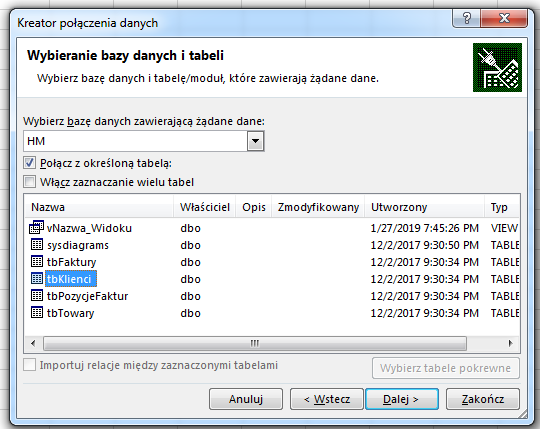 Kreator połączenia danych
Wybieranie bazy danych i tabeli
Wybierz bazę danych i tabelę/moduł, które zawierają żądane dane.
Wybierz bazę danych zawierającą żądane dane:
HM
Połącz z określoną tabelą:
Włącz zaznaczanie wielu tabel
Nazwa Właściciel Opis Zmodyfikowany Utworzony Typ
vNazwa_Widoku dbo 1/27/2019 7:45:26 PM VIEW
sysdiagrams dbo 12/2/2017 9:30:50 PM TABLE
tbFaktury dbo 12/2/2017 9:30:34 PM TABLE
tbKlienci dbo 12/2/2017 9:30:34 PM TABLE
tbPozycjeFaktur dbo 12/2/2017 9:30:34 PM TABLE
tbTowary dbo 12/2/2017 9:30:34 PM TABLE
Importuj relacje między zaznaczonymi tabelami
Wybierz tabele pokrewne
Anuluj < Wstecz Dalej > Zakończ